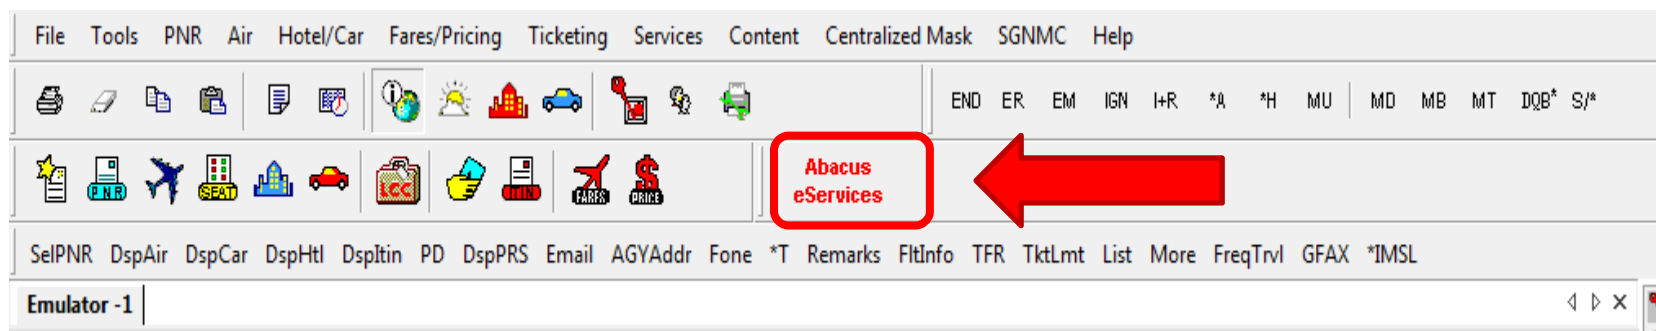 File Tools PNR Air Hotel/Car Fares/Pricing Ticketing Services Content Centralized Mask SGNMC Help
END ER EM IGN I+R *A *H MU MD MB MT DQB* S/*
PNR SEAT LCC ITIN FARES PRICE
Abacus
eServices
SelPNR DspAir DspCar DspHtl DspItin PD DspPRS Email AGYAddr Fone *T Remarks FltInfo TFR TktLmt List More FreqTrvl GFAX *IMSL
Emulator -1